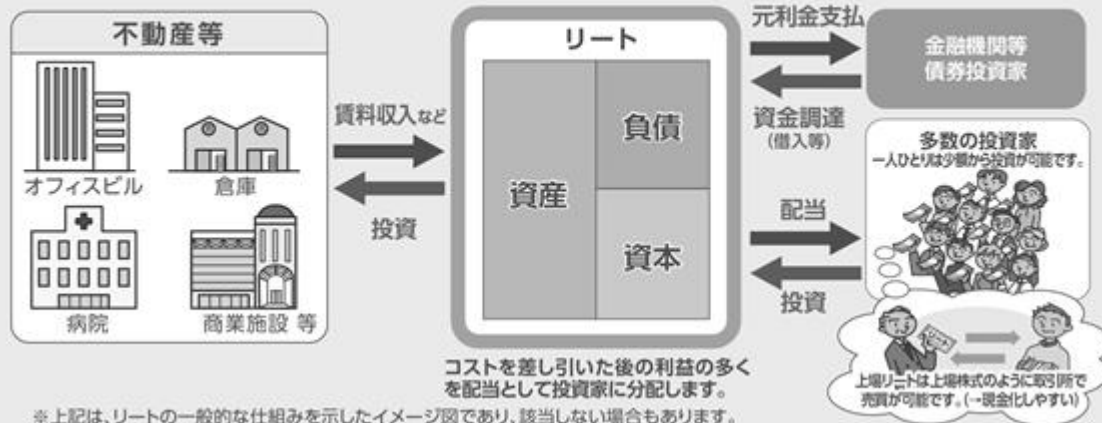 不動産等
オフィスビル
倉庫
病院
商業施設 等
賃料収入など
投資
リート
資産
負債
資本
コストを差し引いた後の利益の多く
を配当として投資家に分配します。
元利金支払
資金調達
(借入等)
金融機関等
債券投資家
配当
投資
多数の投資家
一人ひとりは少額から投資が可能です。
リート
上場リートは上場株式のように取引所で
売買が可能です。(→現金化しやすい)
※上記は、リートの一般的な仕組みを示したイメージ図であり、該当しない場合もあります。